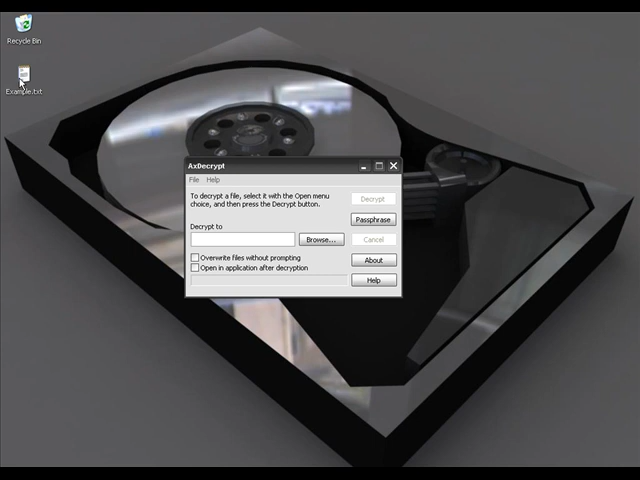 Recycle Bin
Example.txt
AxDecrypt
File Help
To decrypt a file, select it with the Open menu
choice, and then press the Decrypt button.
Decrypt
Passphrase
Decrypt to
Browse...
Cancel
Overwrite files without prompting
About
Open in application after decryption
Help